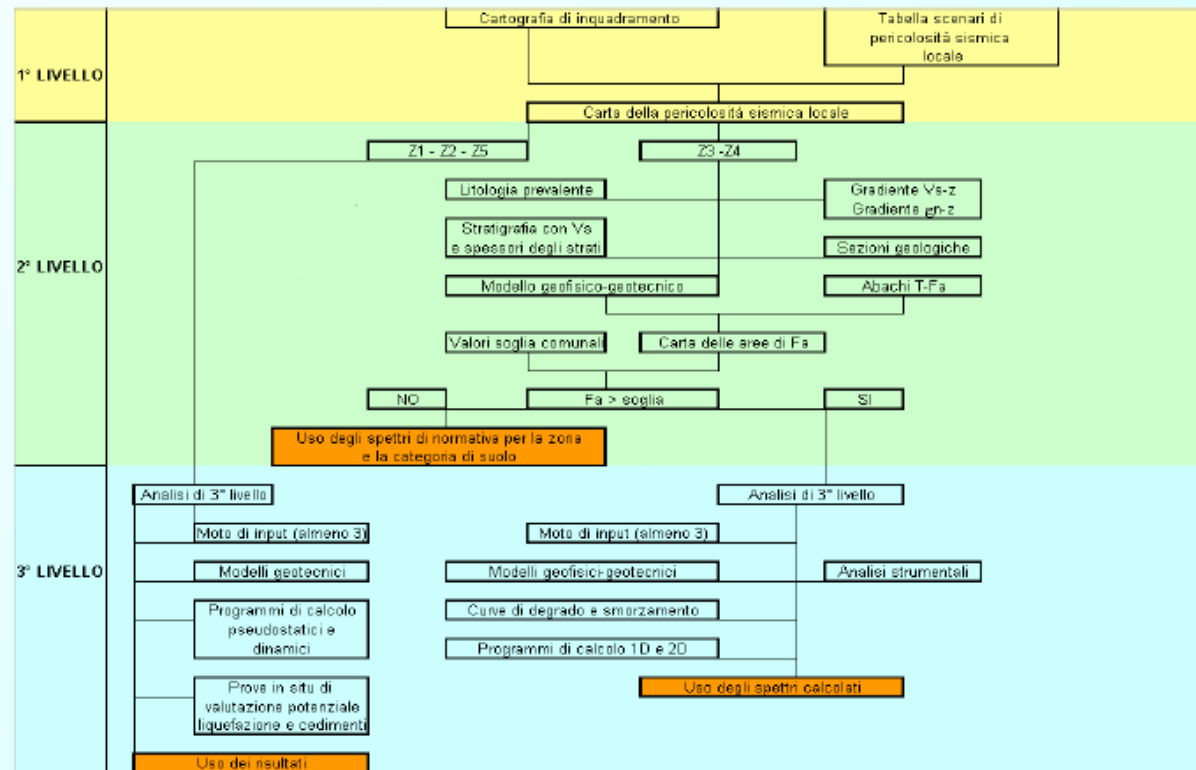 Cartografia di inquadramento
Tabella scenari di
pericolosità sismica
locale
1° LIVELLO
Carta della pericolosità sismica locale
Z1 - Z2 - Z5
Z3 -Z4
Litologia prevalente
Gradiente Vs-z
Gradiente gn-z
Stratigrafia con Vs
e spessori degli strati
Sezioni geologiche
2° LIVELLO
Modello geofisico-geotecnico
Abachi T-Fa
Valori soglia comunali
Carta delle aree di Fa
NO
Fa > soglia
SI
Uso degli spettri di normativa per la zona
e la categoria di suolo
Analisi di 3° livello
Analisi di 3° livello
Moto di input (almeno 3)
Moto di input (almeno 3)
3° LIVELLO
Modelli geotecnici
Modelli geofisici-geotecnici
Analisi strumentali
Programmi di calcolo
pseudostatici e
dinamici
Curve di degrado e smorzamento
Programmi di calcolo 1D e 2D
Prove in situ di
valutazione potenziale
liquefazione e cedimenti
Uso degli spettri calcolati
Uso dei risultati